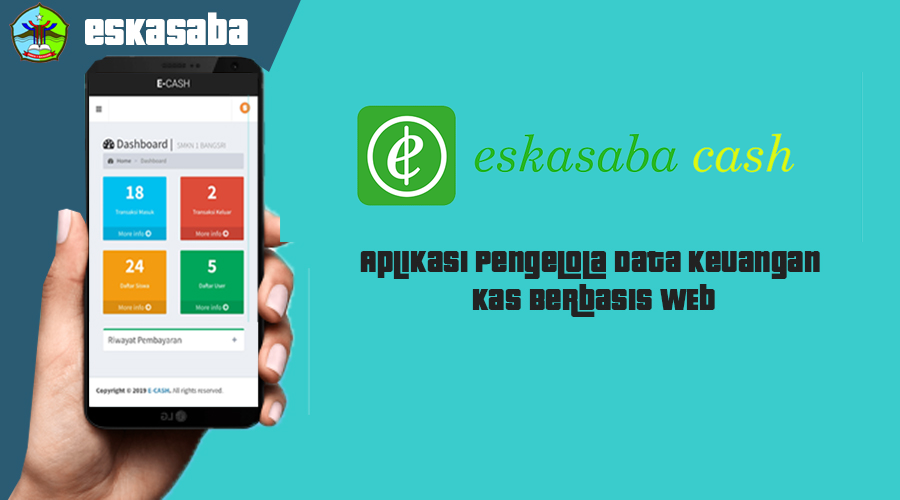 eskasaba
E-CASH
Dashboard | SMKN 1 BANGSRI
Home > Dashboard
18
Transaksi Masuk
More info
2
Transaksi Keluar
More info
24
Daftar Siswa
More info
5
Daftar User
More info
Riwayat Pembayaran +
Copyright © 2019 E-CASH. All rights reserved.
LG
eskasaba cash
Aplikasi Pengelola Data Keuangan
Kas Berbasis Web